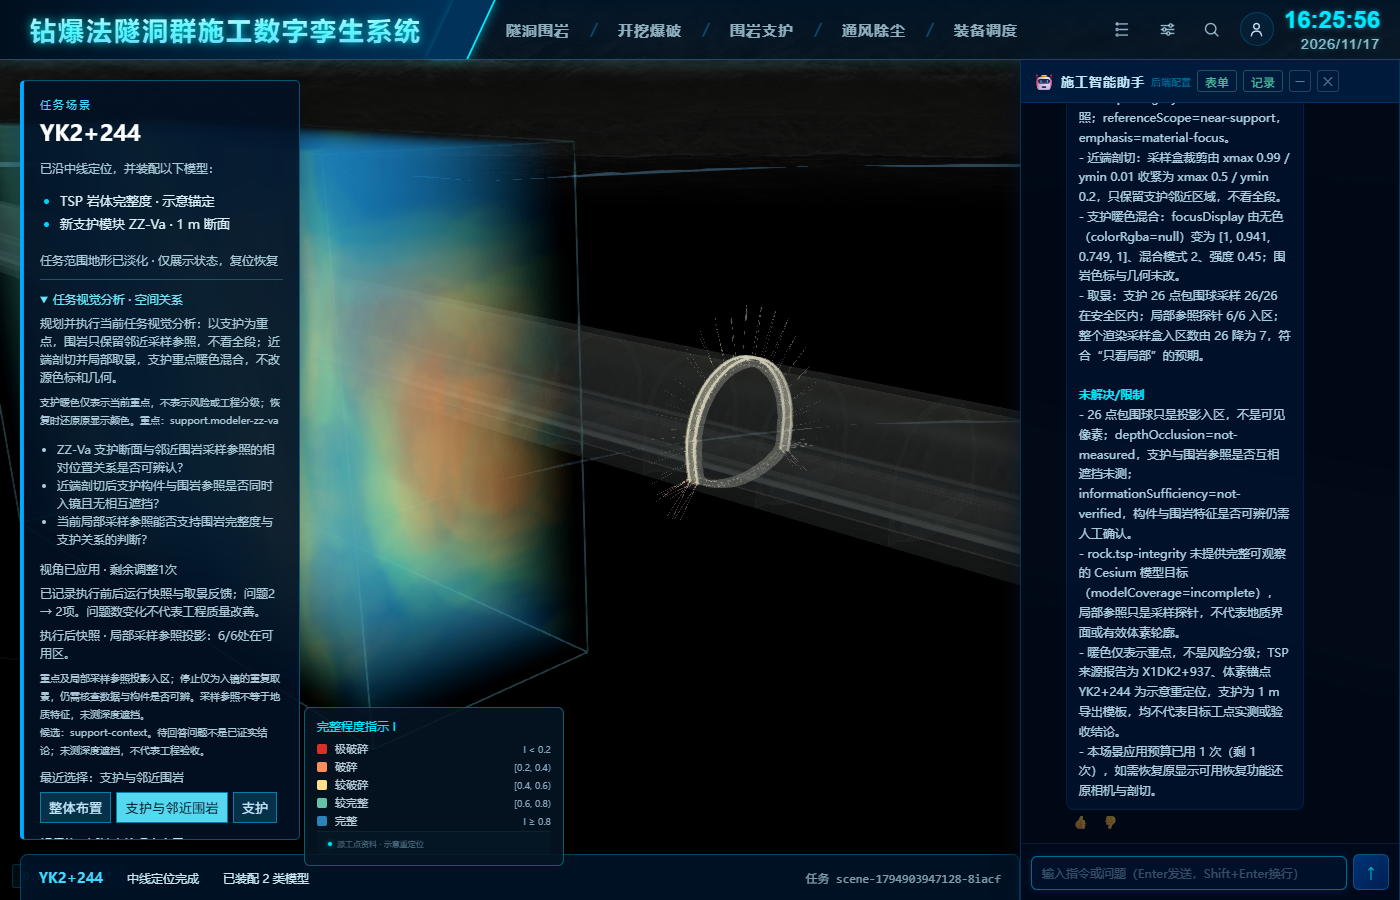 钻爆法隧洞群施工数字孪生系统
隧洞围岩 / 开挖爆破 / 围岩支护 / 通风除尘 / 装备调度
16:25:56
2026/11/17
任务场景
YK2+244
已沿中线定位，并装配以下模型：
TSP 岩体完整度 · 示意锚定
新支护模块 ZZ-Va · 1 m 断面
任务范围地形已淡化 · 仅展示状态，复位恢复
▼ 任务视觉分析 · 空间关系
规划并执行当前任务视觉分析：以支护为重
点，围岩只保留邻近采样参照，不看全段；近
端剖切并局部取景，支护重点暖色混合，不改
源色标和几何。
支护暖色仅表示当前重点，不表示风险或工程分级；恢
复时还原原显示颜色。重点：support.modeler-zz-va
ZZ-Va 支护断面与邻近围岩采样参照的相
对位置关系是否可辨认？
近端剖切后支护构件与围岩参照是否同时
入镜且无相互遮挡？
当前局部采样参照能否支持围岩完整度与
支护关系的判断？
视角已应用 · 剩余调整1次
已记录执行前后运行快照与取景反馈；问题2
→ 2项。问题数变化不代表工程质量改善。
执行后快照 · 局部采样参照投影：6/6处在可
用区。
重点及局部采样参照投影入区；停止仅为入镜的重复取
景，仍需核查数据与构件是否可辨。采样参照不等于地
质特征，未测深度遮挡。
候选：support-context。待回答问题不是已证实结
论；未测深度遮挡，不代表工程验收。
最近选择：支护与邻近围岩
整体布置
支护与邻近围岩
支护
完整程度指示 I
极破碎 I < 0.2
破碎 [0.2, 0.4)
较破碎 [0.4, 0.6)
较完整 [0.6, 0.8)
完整 I ≥ 0.8
源工点资料 · 示意重定位
YK2+244 中线定位完成 已装配 2 类模型
任务 scene-1794903947128-8iacf
施工智能助手 后端配置 表单 记录
照；referenceScope=near-support，
emphasis=material-focus。
- 近端剖切：采样盒裁剪由 xmax 0.99 /
ymin 0.01 收紧为 xmax 0.5 / ymin
0.2，只保留支护邻近区域，不看全段。
- 支护暖色混合：focusDisplay 由无色
（colorRgba=null）变为 [1, 0.941,
0.749, 1]、混合模式 2、强度 0.45；围
岩色标与几何未改。
- 取景：支护 26 点包围球采样 26/26
在安全区内；局部参照探针 6/6 入区；
整个渲染采样盒入区数由 26 降为 7，符
合“只看局部”的预期。
未解决/限制
- 26 点包围球只是投影入区，不是可见
像素；depthOcclusion=not-
measured，支护与围岩参照是否互相
遮挡未测；
informationSufficiency=not-
verified，构件与围岩特征是否可辨仍需
人工确认。
- rock.tsp-integrity 未提供完整可观察
的 Cesium 模型目标
（modelCoverage=incomplete），
局部参照只是采样探针，不代表地质界
面或有效体素轮廓。
- 暖色仅表示重点，不是风险分级；TSP
来源报告为 X1DK2+937、体素锚点
YK2+244 为示意重定位，支护为 1 m
导出模板，均不代表目标工点实测或验
收结论。
- 本场景应用预算已用 1 次（剩 1
次），如需恢复原显示可用恢复功能还
原相机与剖切。
输入指令或问题（Enter发送，Shift+Enter换行）